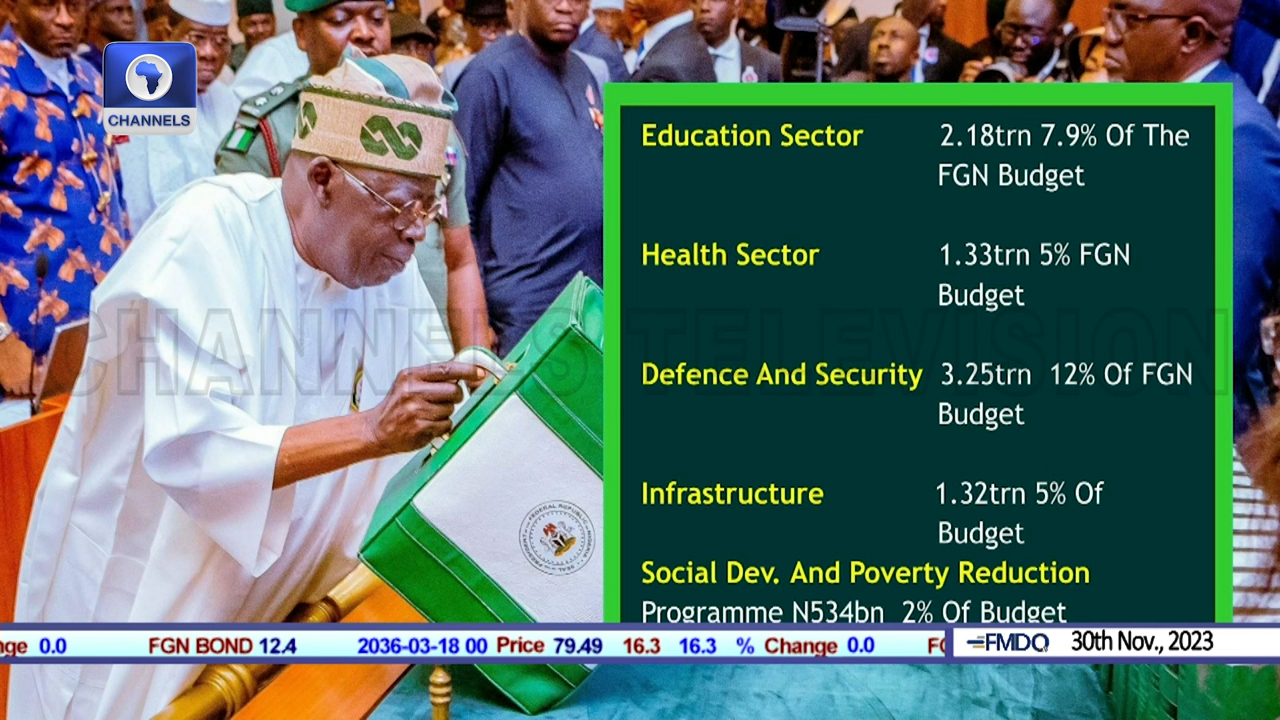 CHANNELS
Education Sector 2.18trn 7.9% Of The
FGN Budget
Health Sector 1.33trn 5% FGN
Budget
CHANNELS TELEVISION
Defence And Security 3.25trn 12% Of FGN
Budget
Infrastructure 1.32trn 5% Of
Budget
Social Dev. And Poverty Reduction
Programme N534bn 2% Of Budget
nge 0.0 FGN BOND 12.4 2036-03-18 00 Price 79.49 16.3 16.3 % Change 0.0 FMDQ 30th Nov., 2023